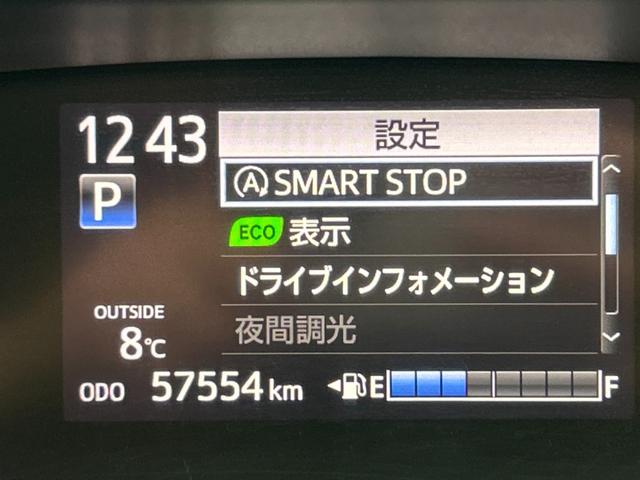 12 43
設定
P
Ⓐ SMART STOP
ECO 表示
ドライブインフォメーション
夜間調光
OUTSIDE
8℃
ODO 57554 km
E F